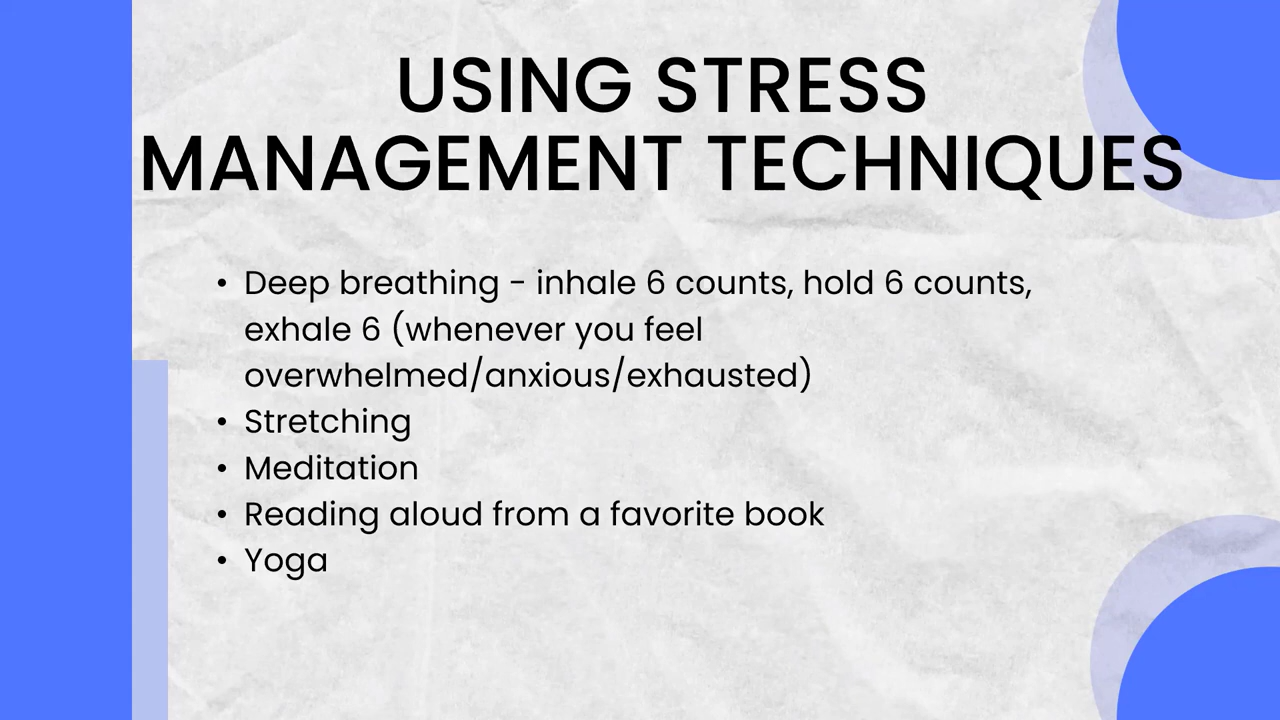 USING STRESS
MANAGEMENT TECHNIQUES
• Deep breathing - inhale 6 counts, hold 6 counts,
exhale 6 (whenever you feel
overwhelmed/anxious/exhausted)
• Stretching
• Meditation
• Reading aloud from a favorite book
• Yoga